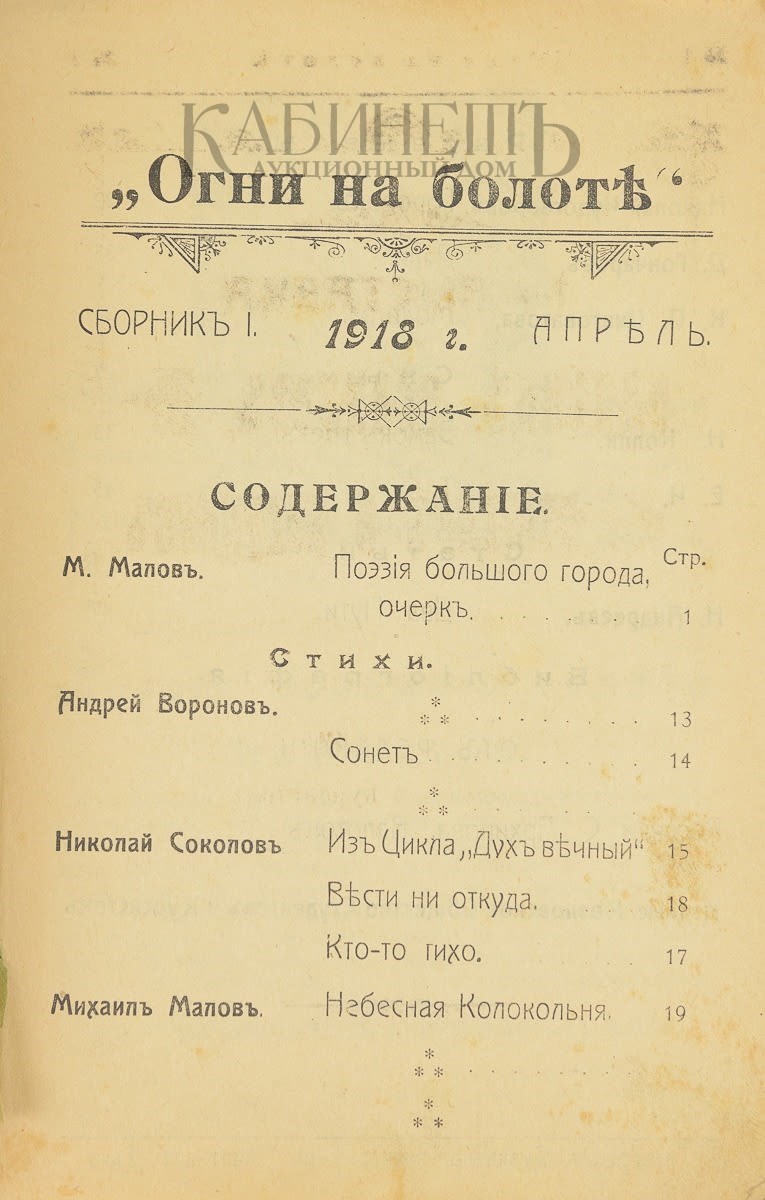 КАБИНЕТЪ
АУКЦИОННЫЙ ДОМ
„Огни на болотѣ“
СБОРНИКЪ I. 1918 г. АПРѢЛЬ.
СОДЕРЖАНІЕ.
Стр.
М. Маловъ. Поэзія большого города,
очеркъ. . . . . . . . 1
Стихи.
Андрей Вороновъ. *** . . . . . . . . 13
Сонетъ . . . . . . . . . . 14
*** . . . . . . .
Николай Соколовъ Изъ Цикла „Духъ вѣчный“ 15
Вѣсти ни откуда. 18
Кто-то тихо. 17
Михаилъ Маловъ. Небесная Колокольня. 19
*** . . . . . . .
***